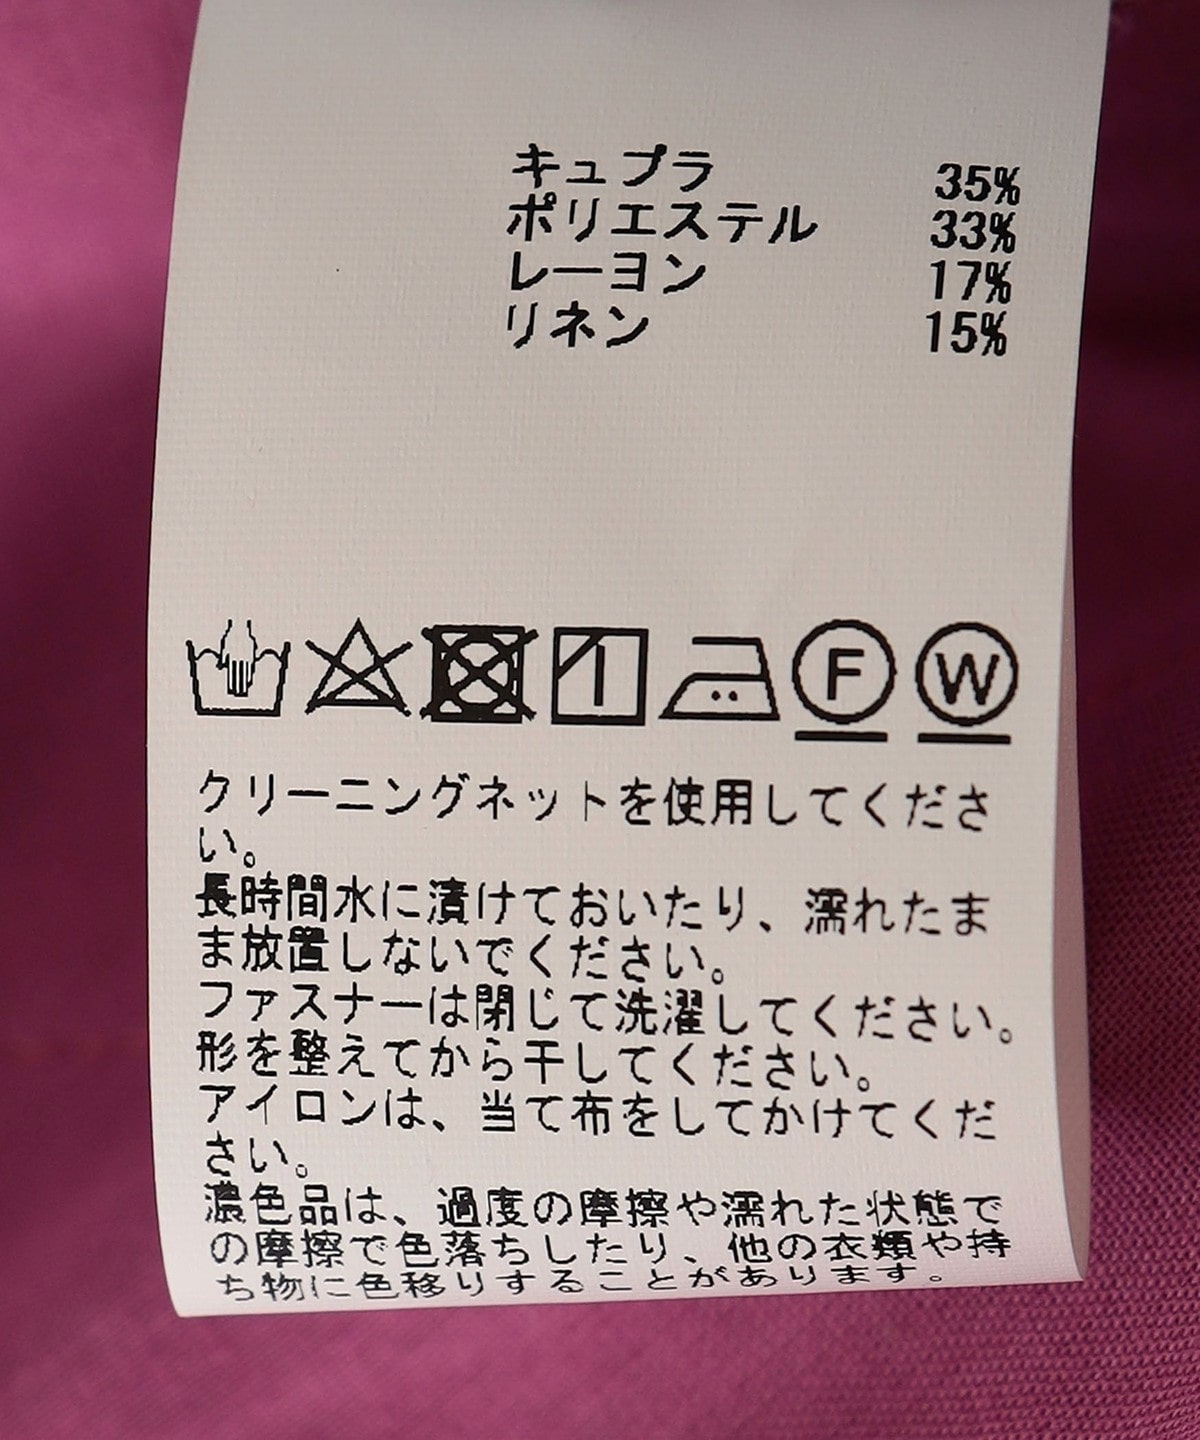 キュプラ 35%
ポリエステル 33%
レーヨン 17%
リネン 15%
F W
クリーニングネットを使用してくださ
い。
長時間水に漬けておいたり、濡れたま
ま放置しないでください。
ファスナーは閉じて洗濯してください。
形を整えてから干してください。
アイロンは、当て布をしてかけてくだ
さい。
濃色品は、過度の摩擦や濡れた状態で
の摩擦で色落ちしたり、他の衣類や持
ち物に色移りすることがあります。